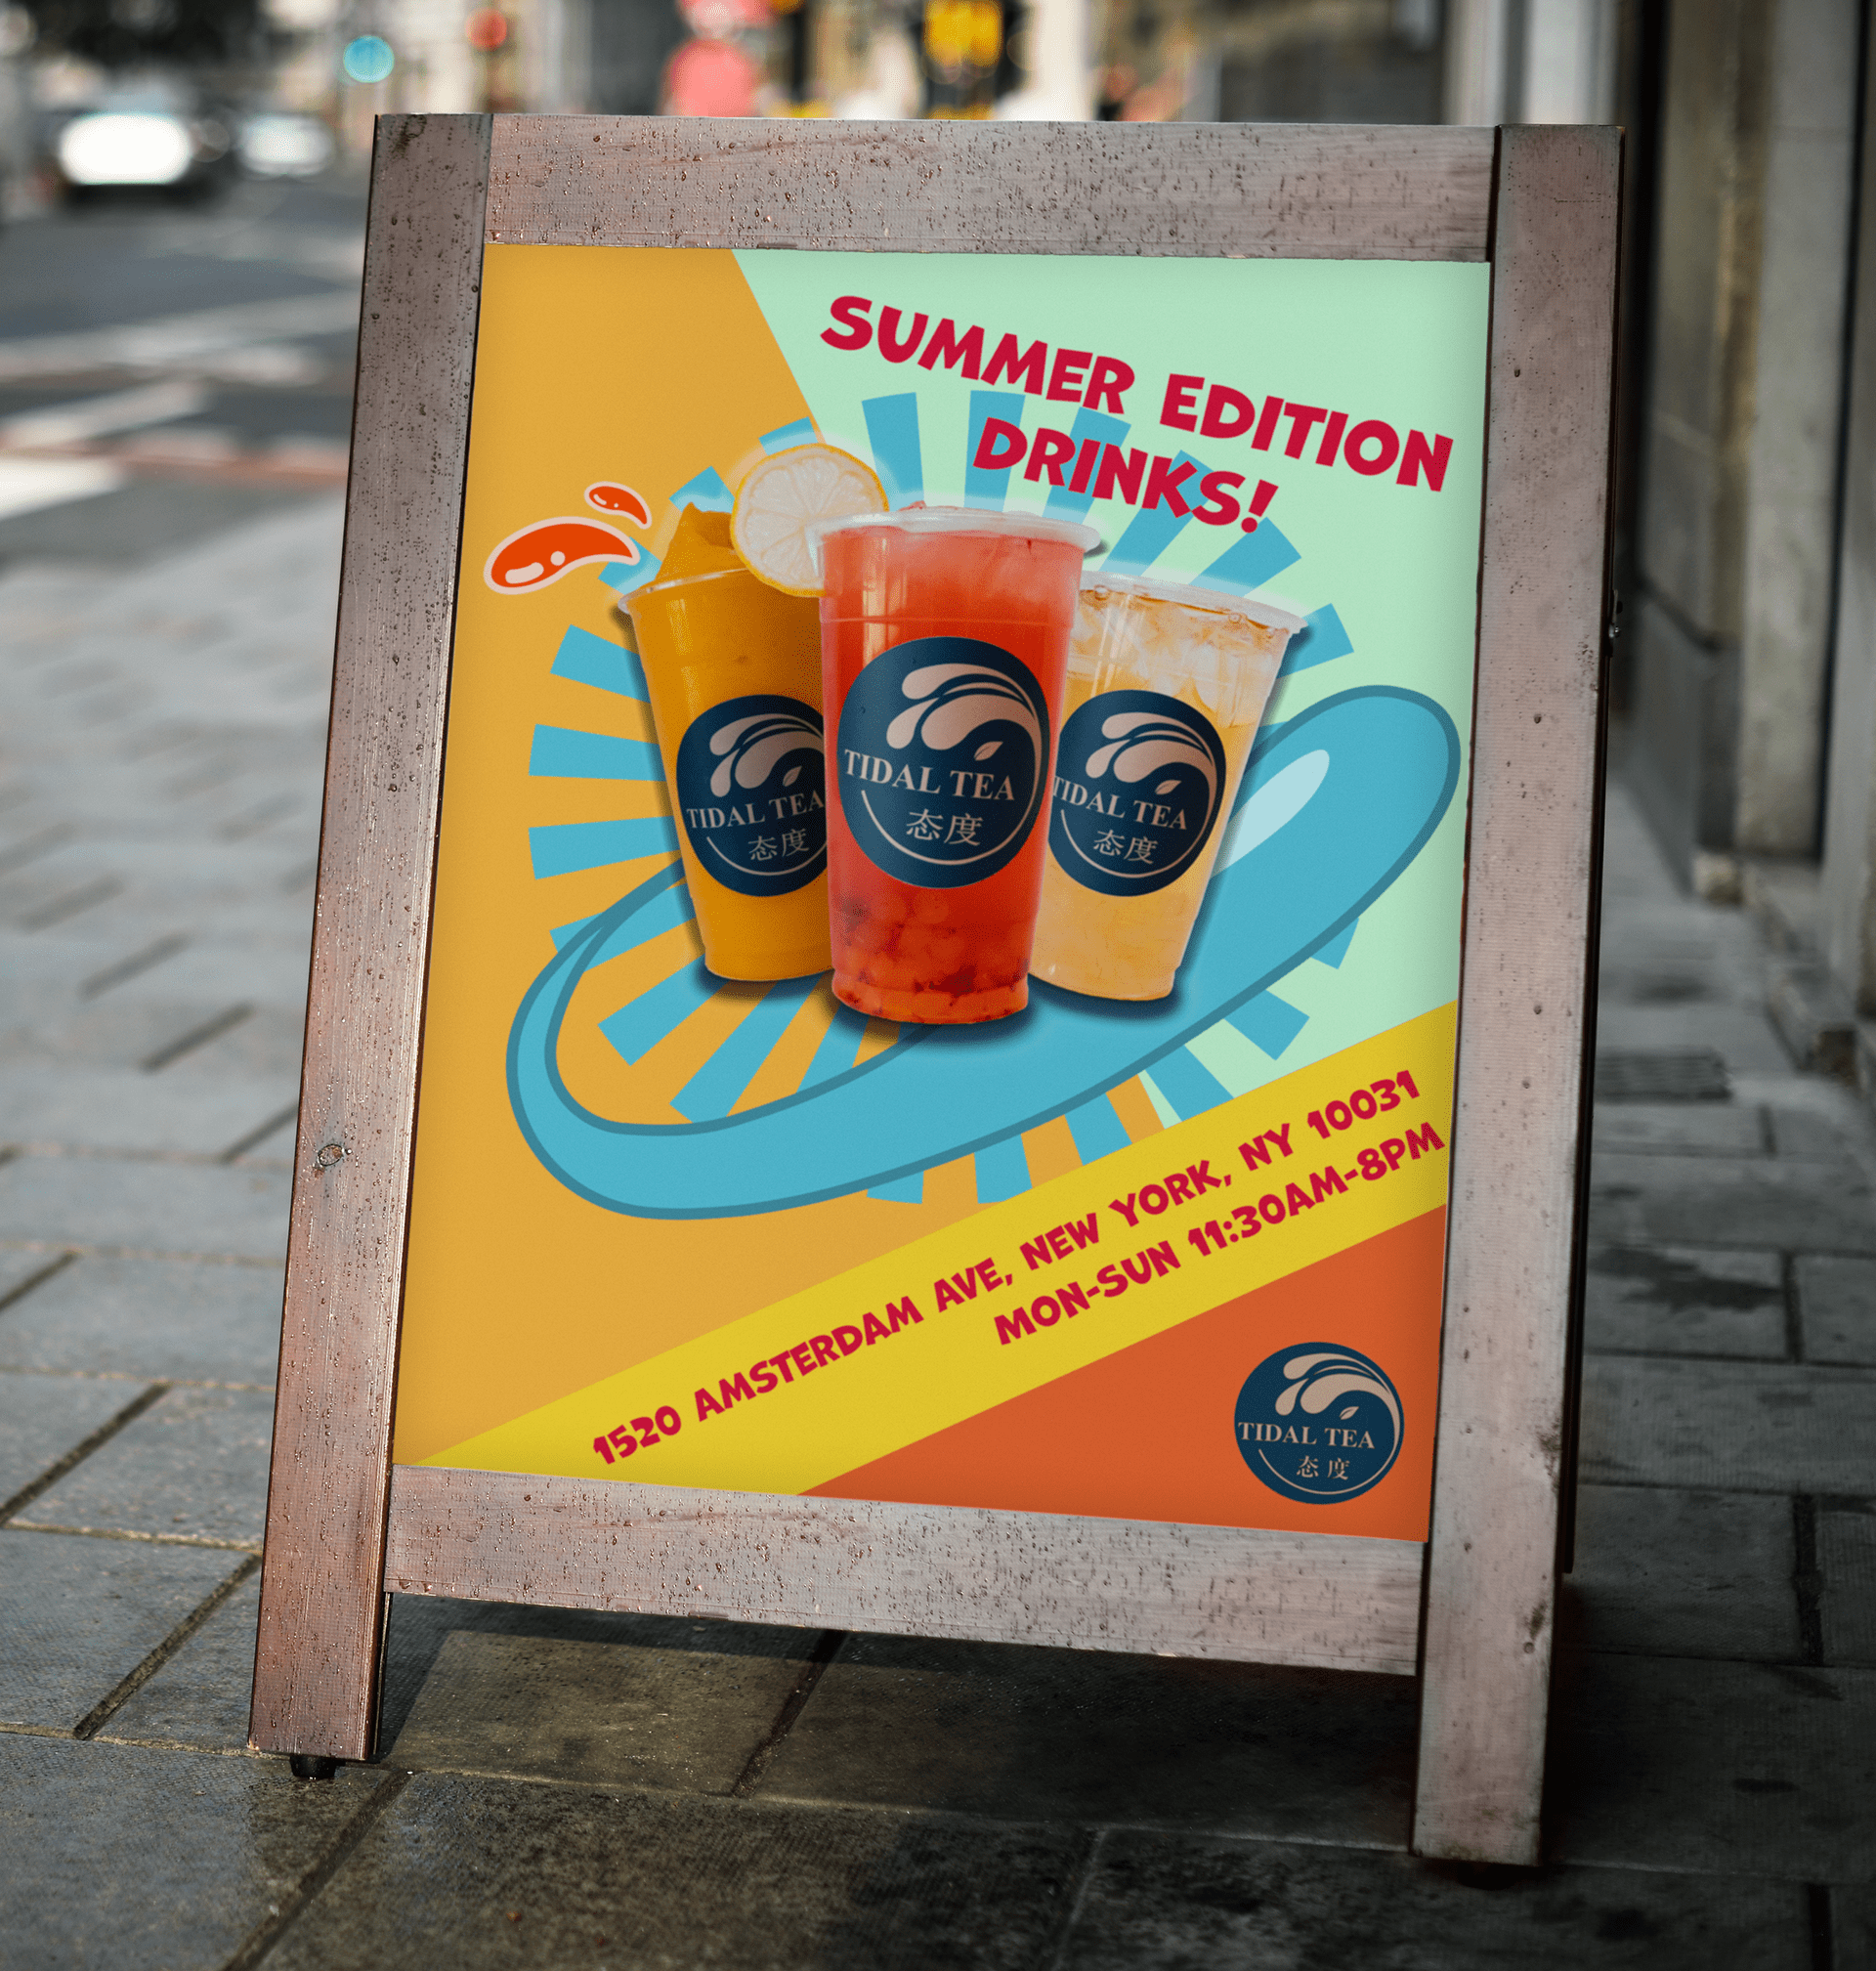 SUMMER EDITION
DRINKS!
TIDAL TEA
态度
TIDAL TEA
态度
TIDAL TEA
态度
1520 AMSTERDAM AVE, NEW YORK, NY 10031
MON-SUN 11:30AM-8PM
TIDAL TEA
态度